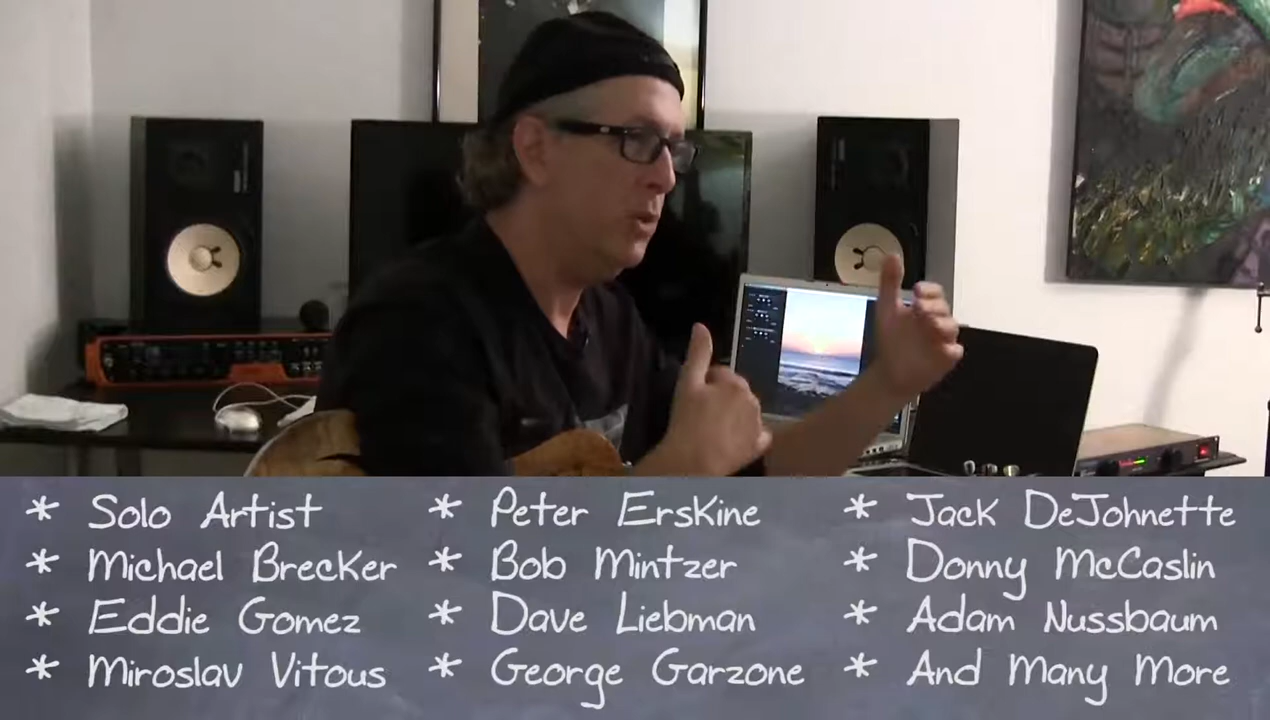 * Solo Artist
* Michael Brecker
* Eddie Gomez
* Miroslav Vitous
* Peter Erskine
* Bob Mintzer
* Dave Liebman
* George Garzone
* Jack DeJohnette
* Donny McCaslin
* Adam Nussbaum
* And Many More